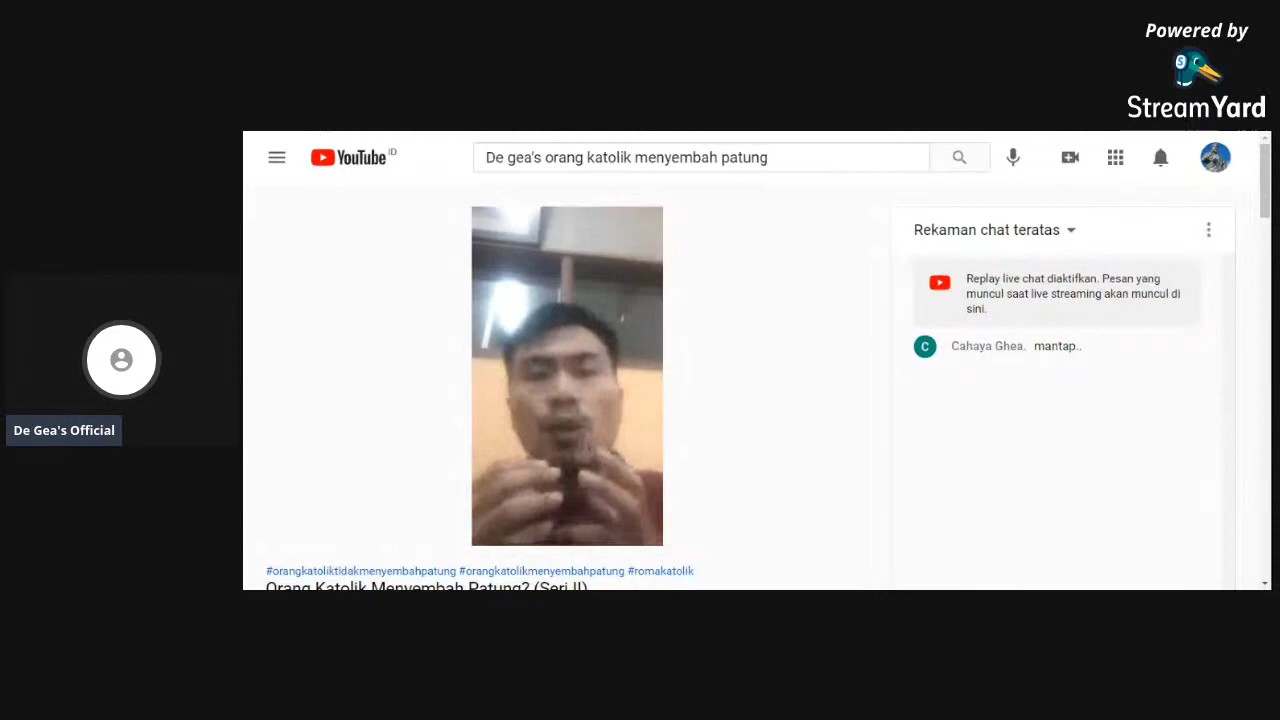 Powered by
StreamYard
YouTube ID
De gea's orang katolik menyembah patung
Rekaman chat teratas
Replay live chat diaktifkan. Pesan yang
muncul saat live streaming akan muncul di
sini.
C Cahaya Ghea. mantap..
De Gea's Official
#orangkatoliktidakmenyembahpatung #orangkatolikmenyembahpatung #romakatolik
Orang Katolik Menyembah Patung? (Seri II)